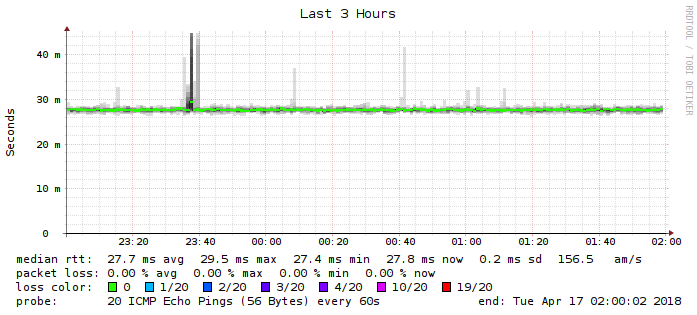 Last 3 Hours
RRDTOOL / TOBI OETIKER
Seconds
40 m
30 m
20 m
10 m
0
23:20 23:40 00:00 00:20 00:40 01:00 01:20 01:40 02:00
median rtt: 27.7 ms avg 29.5 ms max 27.4 ms min 27.8 ms now 0.2 ms sd 156.5 am/s
packet loss: 0.00 % avg 0.00 % max 0.00 % min 0.00 % now
loss color: 0 1/20 2/20 3/20 4/20 10/20 19/20
probe: 20 ICMP Echo Pings (56 Bytes) every 60s end: Tue Apr 17 02:00:02 2018